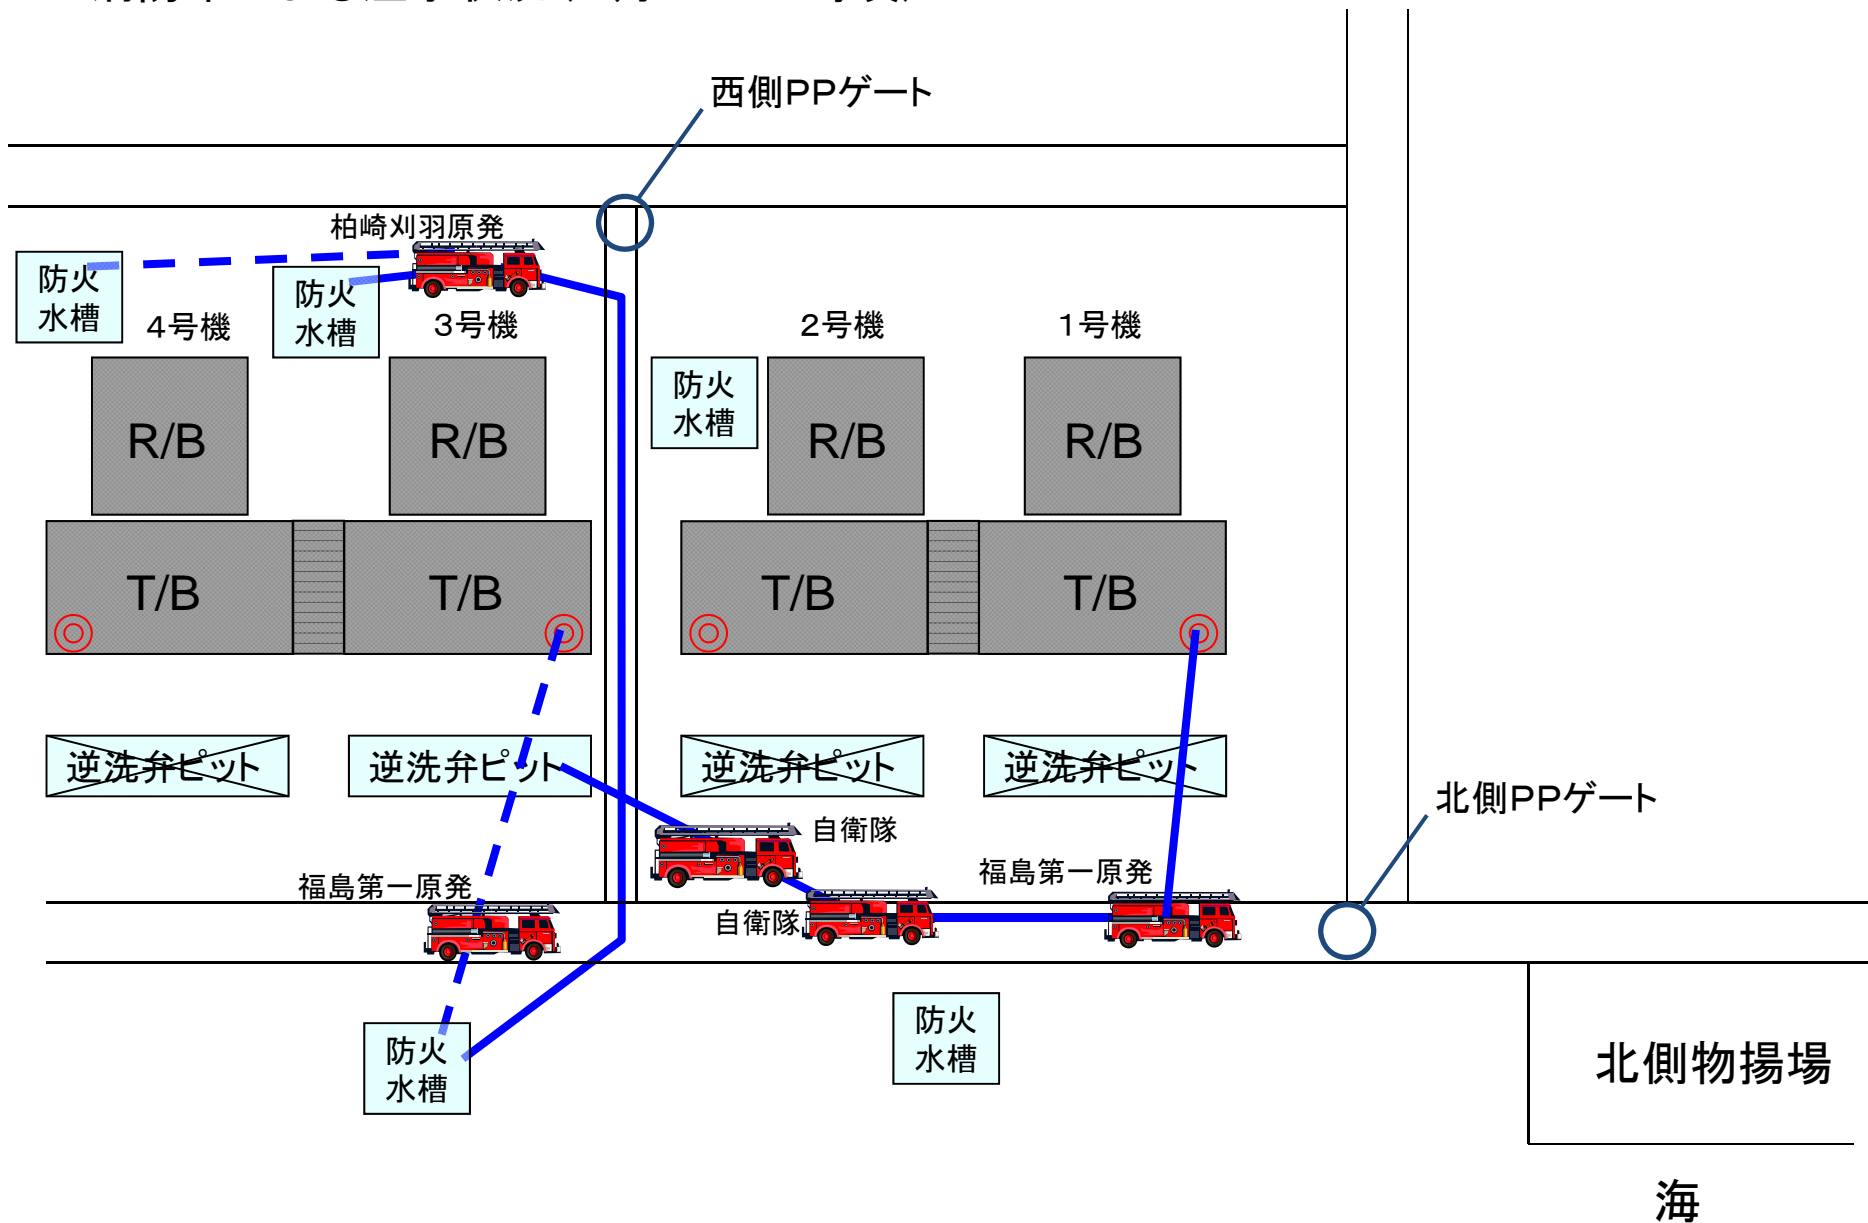 西側PPゲート
柏崎刈羽原発
防火
水槽
防火
水槽
4号機
3号機
2号機
1号機
防火
水槽
R/B
R/B
R/B
R/B
T/B
T/B
T/B
T/B
逆洗弁ピット
逆洗弁ピット
逆洗弁ピット
逆洗弁ピット
北側PPゲート
自衛隊
福島第一原発
福島第一原発
自衛隊
防火
水槽
防火
水槽
北側物揚場
海